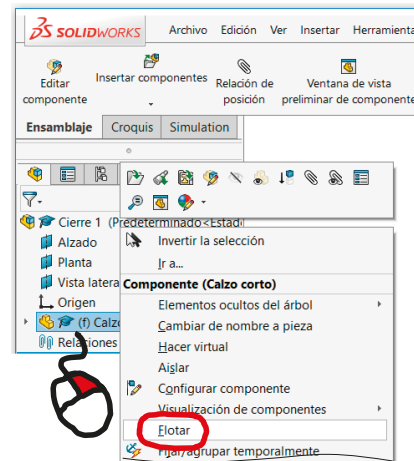 SOLIDWORKS Archivo Edición Ver Insertar Herramienta
Editar componente
Insertar componentes
Relación de posición
Ventana de vista preliminar de componente
Ensamblaje Croquis Simulation
Cierre 1 (Predeterminado<Estad
Alzado
Planta
Vista latera
Origen
(f) Calzo
Relaciones
Invertir la selección
Ir a...
Componente (Calzo corto)
Elementos ocultos del árbol
Cambiar de nombre a pieza
Hacer virtual
Aislar
Configurar componente
Visualización de componentes
Flotar
Fijar/agrupar temporalmente